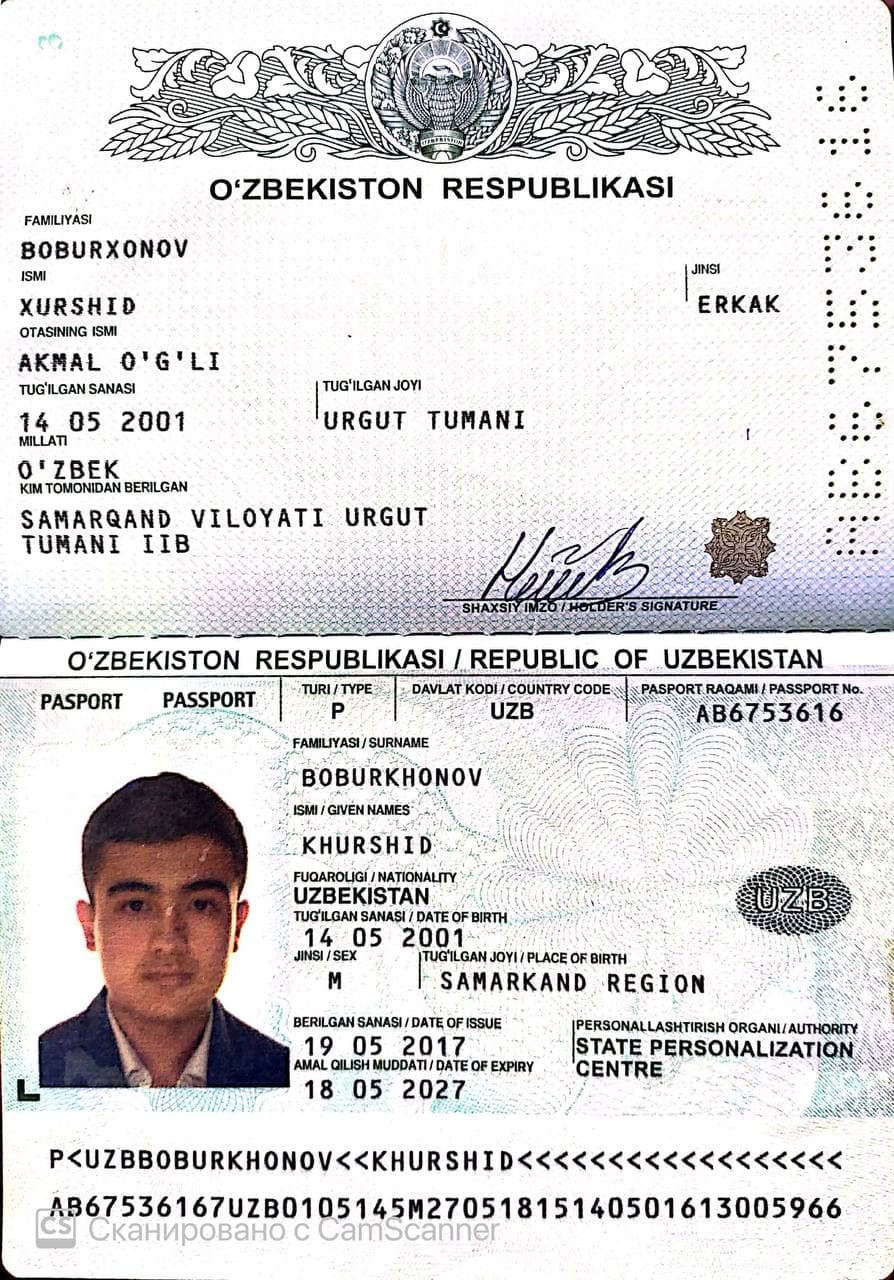 O'ZBEKISTON
O‘ZBEKISTON RESPUBLIKASI
FAMILIYASI
BOBURXONOV
ISMI
XURSHID
JINSI
ERKAK
OTASINING ISMI
AKMAL O'G'LI
TUG'ILGAN SANASI
TUG'ILGAN JOYI
14 05 2001
URGUT TUMANI
MILLATI
O'ZBEK
KIM TOMONIDAN BERILGAN
SAMARQAND VILOYATI URGUT
TUMANI IIB
SHAXSIY IMZO / HOLDER'S SIGNATURE
AB6753616
O‘ZBEKISTON RESPUBLIKASI / REPUBLIC OF UZBEKISTAN
PASPORT PASSPORT
TURI / TYPE
DAVLAT KODI / COUNTRY CODE
PASPORT RAQAMI / PASSPORT No.
P
UZB
AB6753616
FAMILIYASI / SURNAME
BOBURKHONOV
ISMI / GIVEN NAMES
KHURSHID
FUQAROLIGI / NATIONALITY
UZBEKISTAN
UZB
TUG'ILGAN SANASI / DATE OF BIRTH
14 05 2001
JINSI / SEX
TUG'ILGAN JOYI / PLACE OF BIRTH
M
SAMARKAND REGION
BERILGAN SANASI / DATE OF ISSUE
PERSONALLASHTIRISH ORGANI / AUTHORITY
19 05 2017
STATE PERSONALIZATION
CENTRE
AMAL QILISH MUDDATI / DATE OF EXPIRY
18 05 2027
P<UZBBOBURKHONOV<<KHURSHID<<<<<<<<<<<<<<<<<<
AB67536167UZB0105145M27051815140501613005966
CS Сканировано с CamScanner